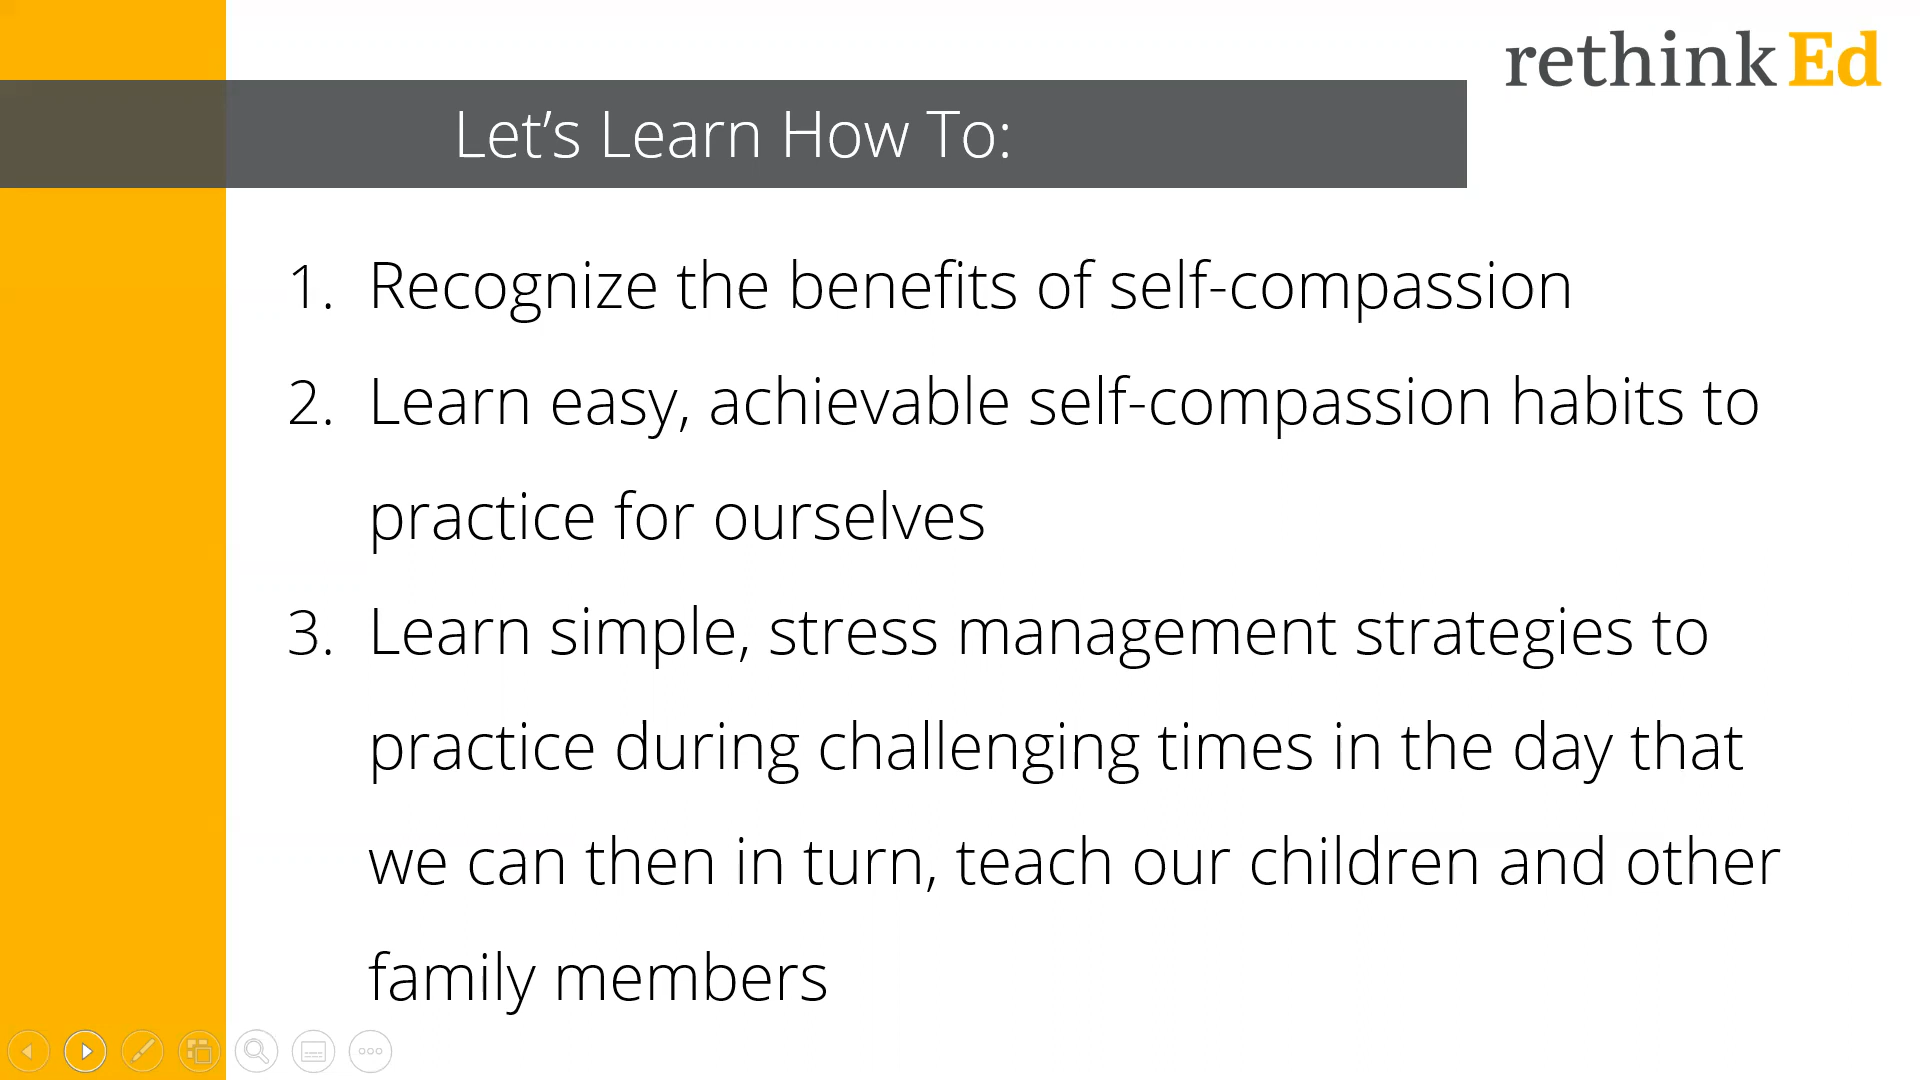 rethinkEd
Let’s Learn How To:
1. Recognize the benefits of self-compassion
2. Learn easy, achievable self-compassion habits to
practice for ourselves
3. Learn simple, stress management strategies to
practice during challenging times in the day that
we can then in turn, teach our children and other
family members